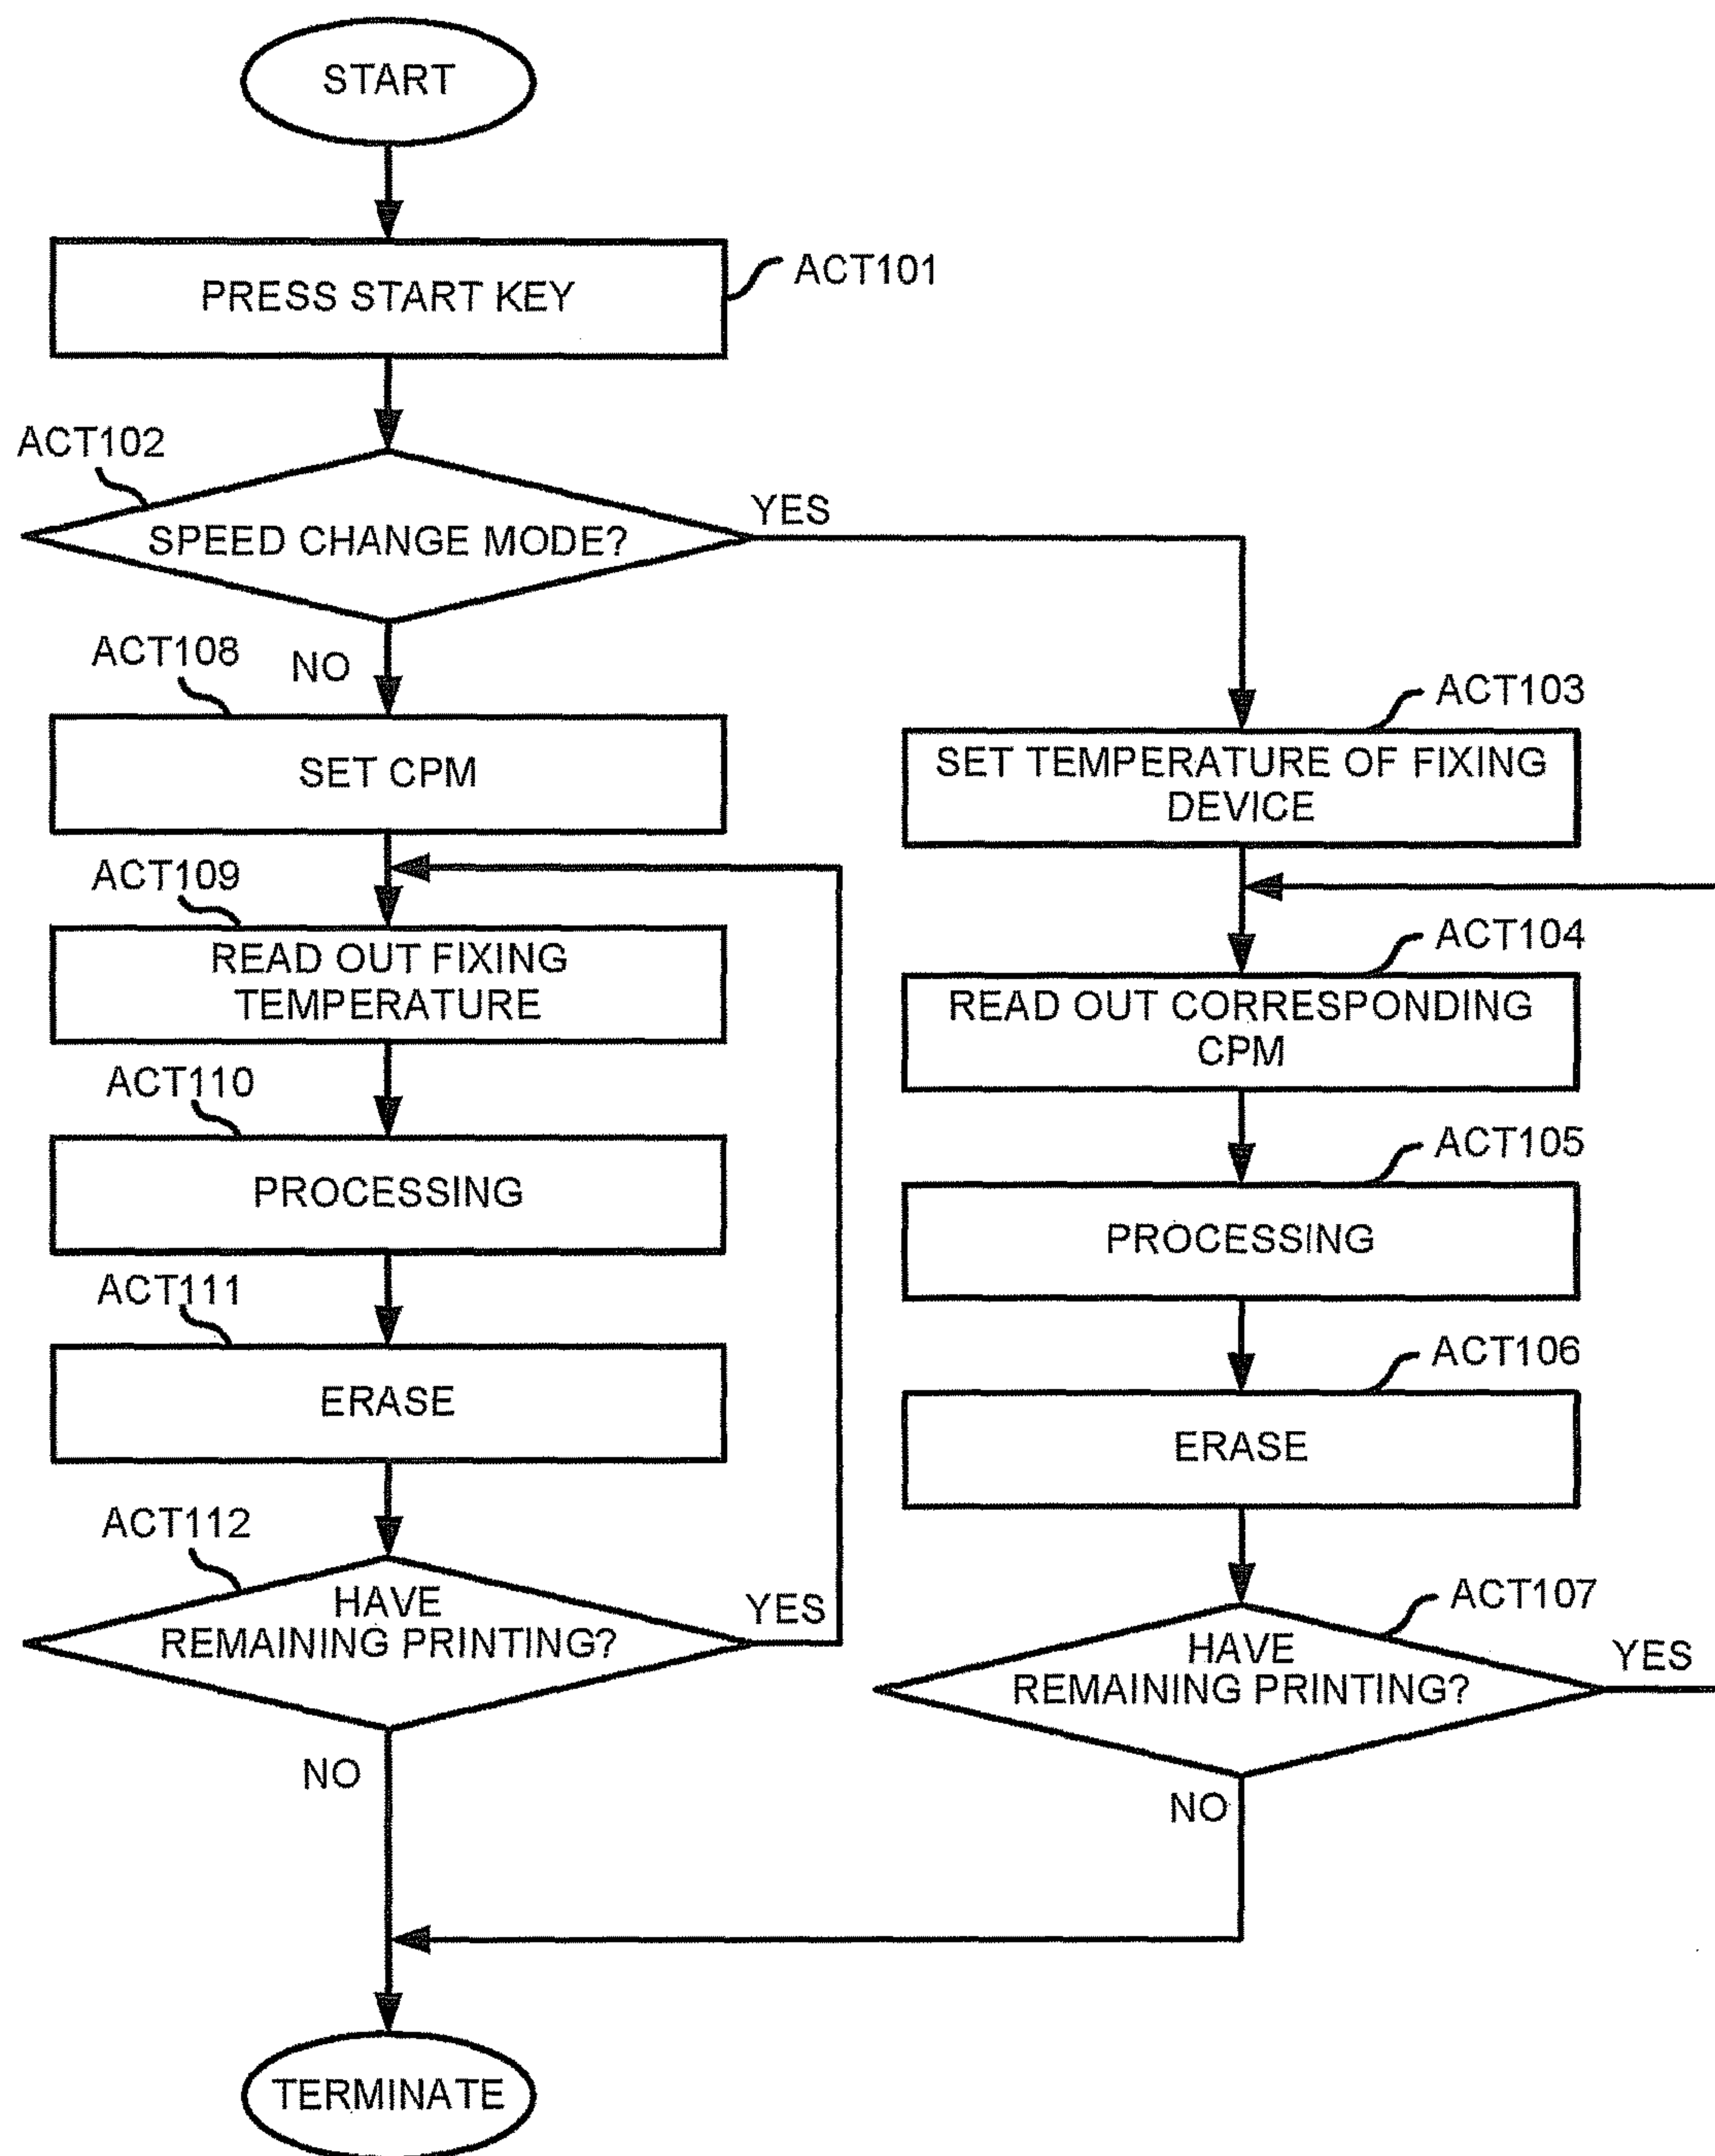 START
PRESS START KEY
ACT101
ACT102
SPEED CHANGE MODE?
YES
NO
ACT108
SET CPM
ACT109
READ OUT FIXING
TEMPERATURE
ACT110
PROCESSING
ACT111
ERASE
ACT112
HAVE
REMAINING PRINTING?
YES
NO
ACT103
SET TEMPERATURE OF FIXING
DEVICE
ACT104
READ OUT CORRESPONDING
CPM
ACT105
PROCESSING
ACT106
ERASE
ACT107
HAVE
REMAINING PRINTING?
YES
NO
TERMINATE